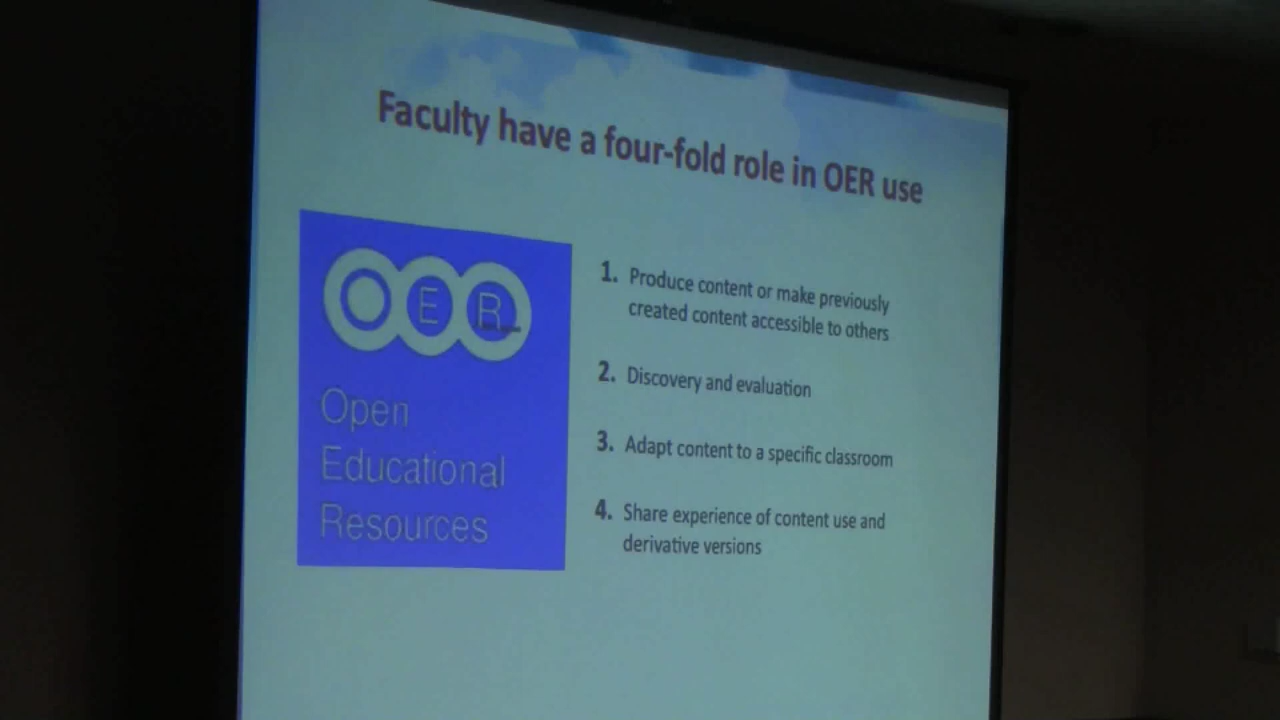 Faculty have a four-fold role in OER use
OER
Open
Educational
Resources
1. Produce content or make previously
created content accessible to others
2. Discovery and evaluation
3. Adapt content to a specific classroom
4. Share experience of content use and
derivative versions